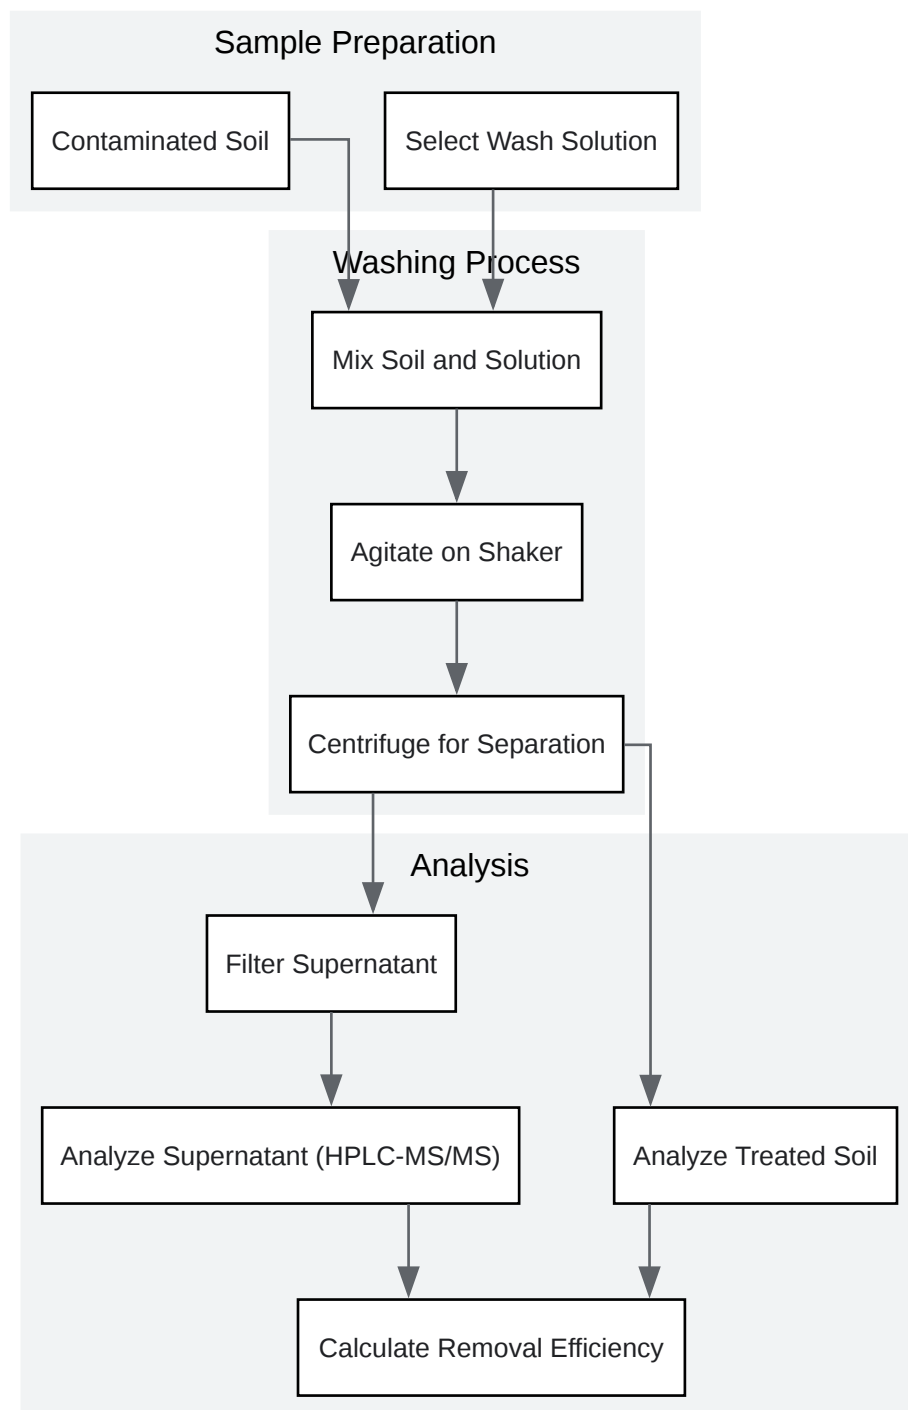 Sample Preparation
Contaminated Soil
Select Wash Solution
Washing Process
Mix Soil and Solution
Agitate on Shaker
Centrifuge for Separation
Analysis
Filter Supernatant
Analyze Supernatant (HPLC-MS/MS)
Analyze Treated Soil
Calculate Removal Efficiency